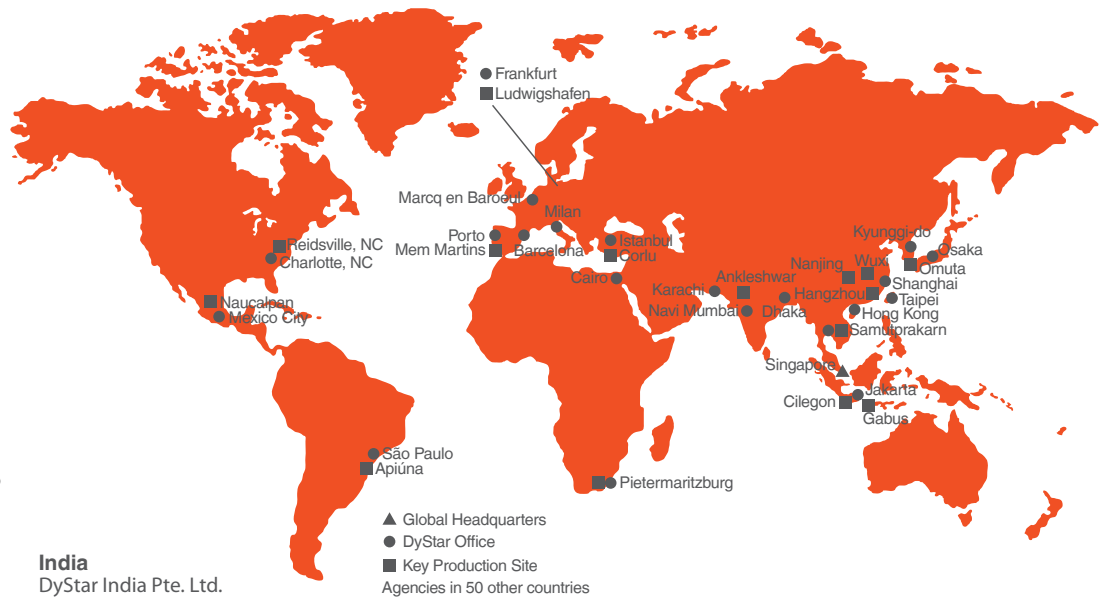 Frankfurt
Ludwigshafen
Marcq en Baroeul
Milan
Porto
Mem Martins
Barcelona
Istanbul
Corlu
Cairo
Reidsville, NC
Charlotte, NC
Naucalpan
Mexico City
Kyunggi-do
Osaka
Omuta
Nanjing
Wuxi
Shanghai
Ankleshwar
Karachi
Hangzhou
Taipei
Navi Mumbai
Dhaka
Hong Kong
Samutprakarn
Singapore
Jakarta
Cilegon
Gabus
São Paulo
Apiúna
Pietermaritzburg
Global Headquarters
DyStar Office
Key Production Site
Agencies in 50 other countries
India
DyStar India Pte. Ltd.